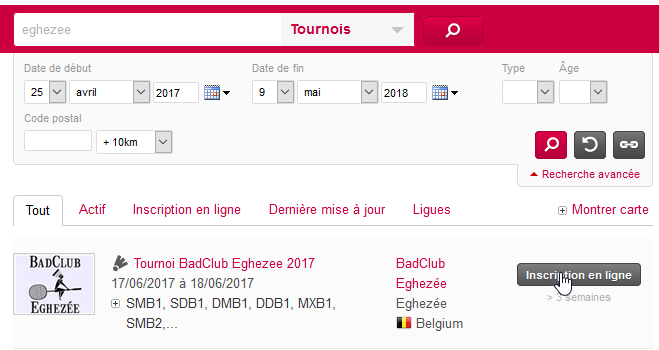 eghezee Tournois
Date de début Date de fin Type Âge
25 avril 2017 9 mai 2018
Code postal
+ 10km
Recherche avancée
Tout Actif Inscription en ligne Dernière mise à jour Ligues Montrer carte
BADCLUB
EGHEZÉE
Tournoi BadClub Eghezee 2017
17/06/2017 à 18/06/2017
SMB1, SDB1, DMB1, DDB1, MXB1,
SMB2,...
BadClub
Eghezée
Eghezée
Belgium
Inscription en ligne
> 3 semaines